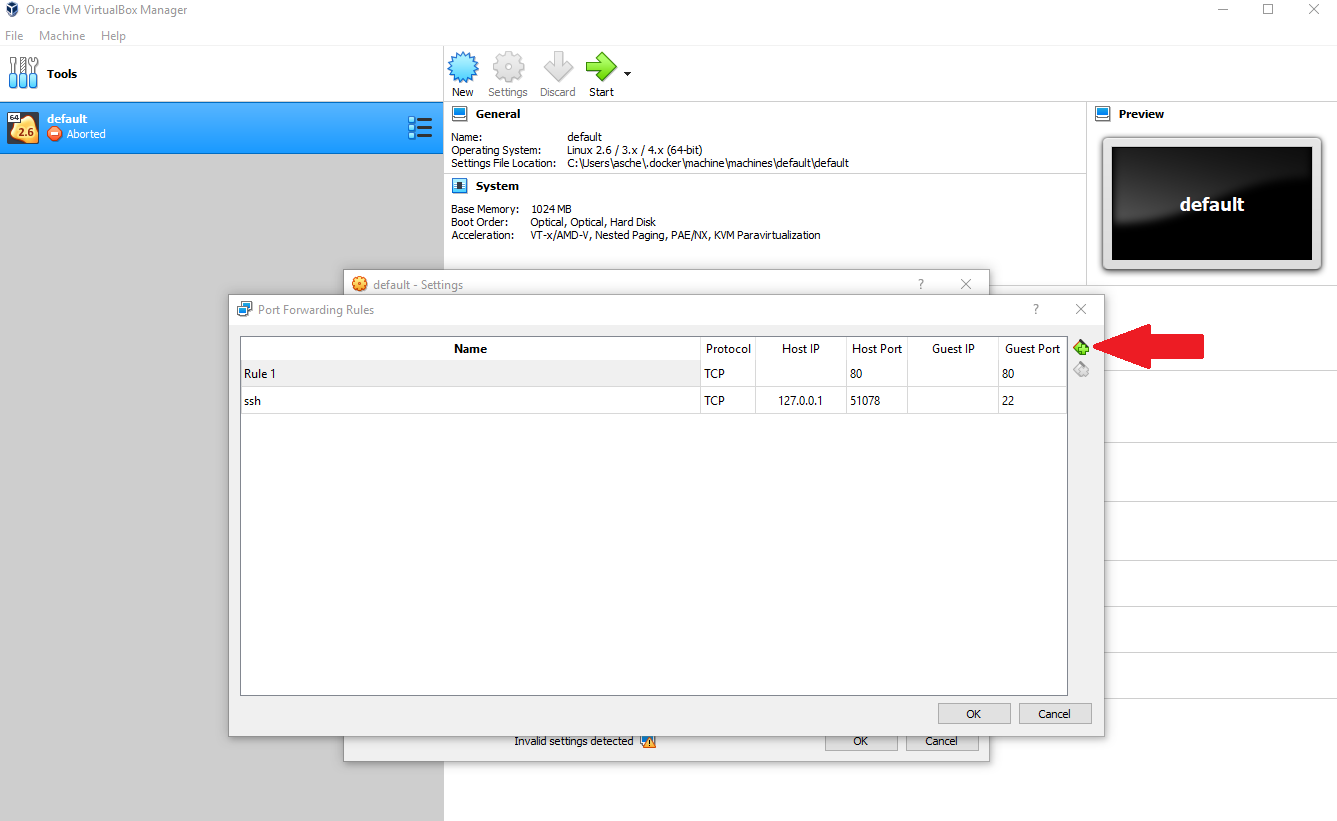 Oracle VM VirtualBox Manager
File Machine Help
Tools
New Settings Discard Start
64
2.6
default
Aborted
General
Name: default
Operating System: Linux 2.6 / 3.x / 4.x (64-bit)
Settings File Location: C:\Users\asche\.docker\machine\machines\default\default
System
Base Memory: 1024 MB
Boot Order: Optical, Optical, Hard Disk
Acceleration: VT-x/AMD-V, Nested Paging, PAE/NX, KVM Paravirtualization
Preview
default
default - Settings ?
Port Forwarding Rules ?
Name Protocol Host IP Host Port Guest IP Guest Port
Rule 1 TCP 80 80
ssh TCP 127.0.0.1 51078 22
OK Cancel
Invalid settings detected OK Cancel